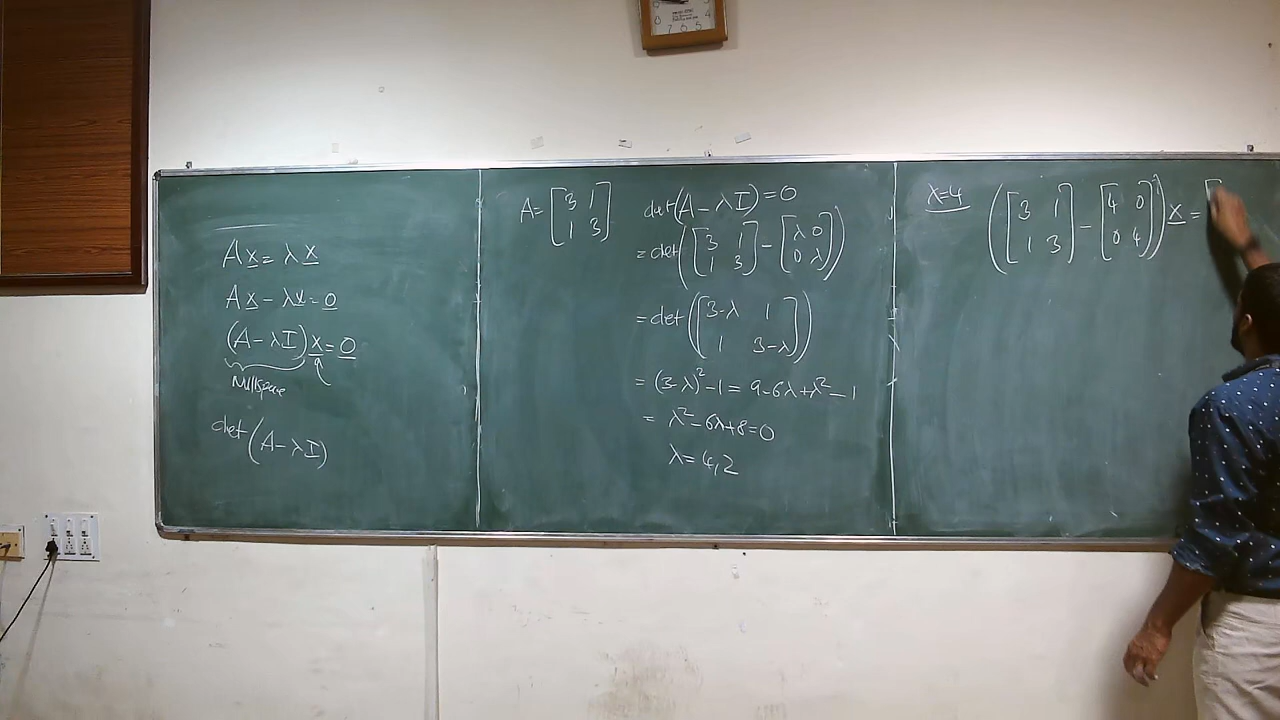 Ax = λx
Ax - λx = 0
(A - λI)x = 0
Nullspace
det(A - λI)
A = [3 1
1 3]
det(A - λI) = 0
= det([3 1
1 3] - [λ 0
0 λ])
= det([3-λ 1
1 3-λ])
= (3-λ)² - 1 = 9 - 6λ + λ² - 1
= λ² - 6λ + 8 = 0
λ = 4, 2
λ = 4
([3 1
1 3] - [4 0
0 4])x = [